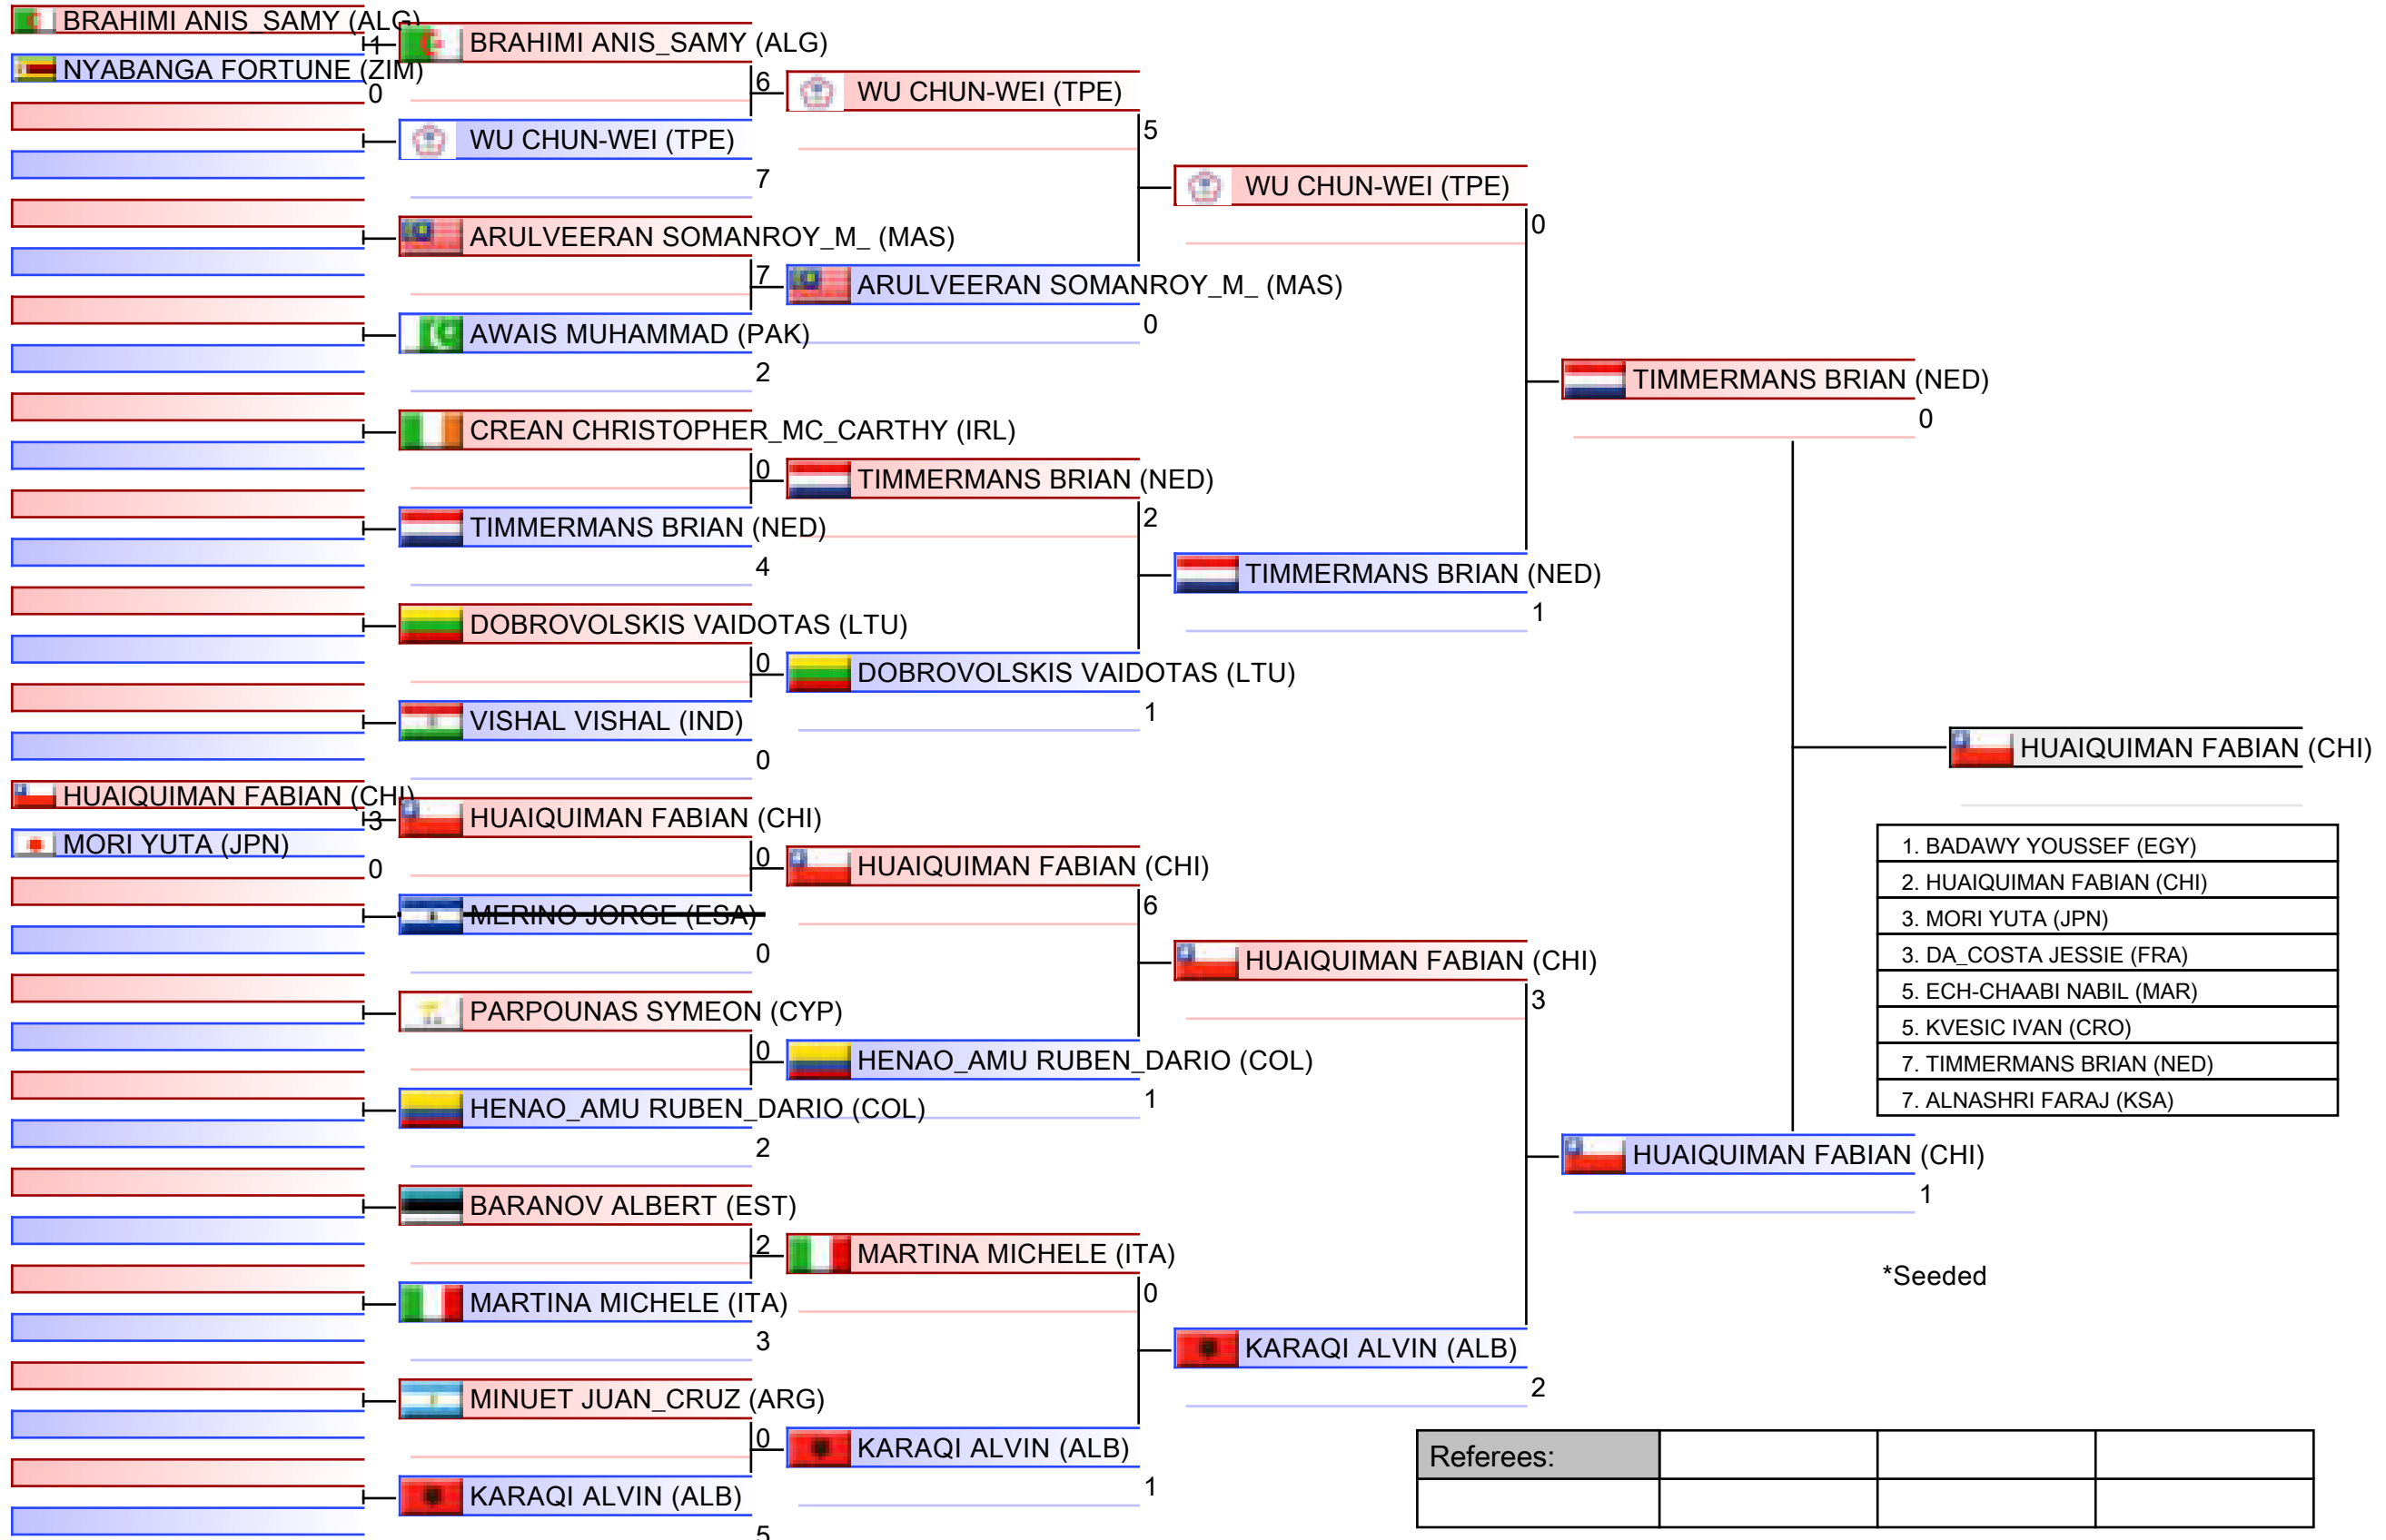 BRAHIMI ANIS_SAMY (ALG)
1
NYABANGA FORTUNE (ZIM)
0
HUAIQUIMAN FABIAN (CHI)
3
MORI YUTA (JPN)
0
BRAHIMI ANIS_SAMY (ALG)
6
WU CHUN-WEI (TPE)
7
ARULVEERAN SOMANROY_M_ (MAS)
7
AWAIS MUHAMMAD (PAK)
2
CREAN CHRISTOPHER_MC_CARTHY (IRL)
0
TIMMERMANS BRIAN (NED)
4
DOBROVOLSKIS VAIDOTAS (LTU)
0
VISHAL VISHAL (IND)
0
HUAIQUIMAN FABIAN (CHI)
0
MERINO JORGE (ESA)
0
PARPOUNAS SYMEON (CYP)
0
HENAO_AMU RUBEN_DARIO (COL)
2
BARANOV ALBERT (EST)
2
MARTINA MICHELE (ITA)
3
MINUET JUAN_CRUZ (ARG)
0
KARAQI ALVIN (ALB)
5
WU CHUN-WEI (TPE)
5
ARULVEERAN SOMANROY_M_ (MAS)
0
TIMMERMANS BRIAN (NED)
2
DOBROVOLSKIS VAIDOTAS (LTU)
1
HUAIQUIMAN FABIAN (CHI)
6
HENAO_AMU RUBEN_DARIO (COL)
1
MARTINA MICHELE (ITA)
0
KARAQI ALVIN (ALB)
1
WU CHUN-WEI (TPE)
0
TIMMERMANS BRIAN (NED)
1
HUAIQUIMAN FABIAN (CHI)
3
KARAQI ALVIN (ALB)
2
TIMMERMANS BRIAN (NED)
0
HUAIQUIMAN FABIAN (CHI)
1
HUAIQUIMAN FABIAN (CHI)
1. BADAWY YOUSSEF (EGY)
2. HUAIQUIMAN FABIAN (CHI)
3. MORI YUTA (JPN)
3. DA_COSTA JESSIE (FRA)
5. ECH-CHAABI NABIL (MAR)
5. KVESIC IVAN (CRO)
7. TIMMERMANS BRIAN (NED)
7. ALNASHRI FARAJ (KSA)
*Seeded
Referees: